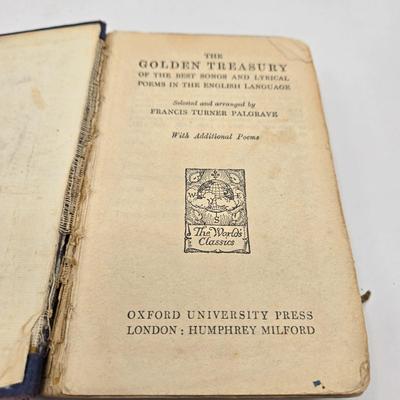 THE
GOLDEN TREASURY
OF THE BEST SONGS AND LYRICAL
POEMS IN THE ENGLISH LANGUAGE
Selected and arranged by
FRANCIS TURNER PALGRAVE
With Additional Poems
W E
S
The World's
Classics
OXFORD UNIVERSITY PRESS
LONDON : HUMPHREY MILFORD